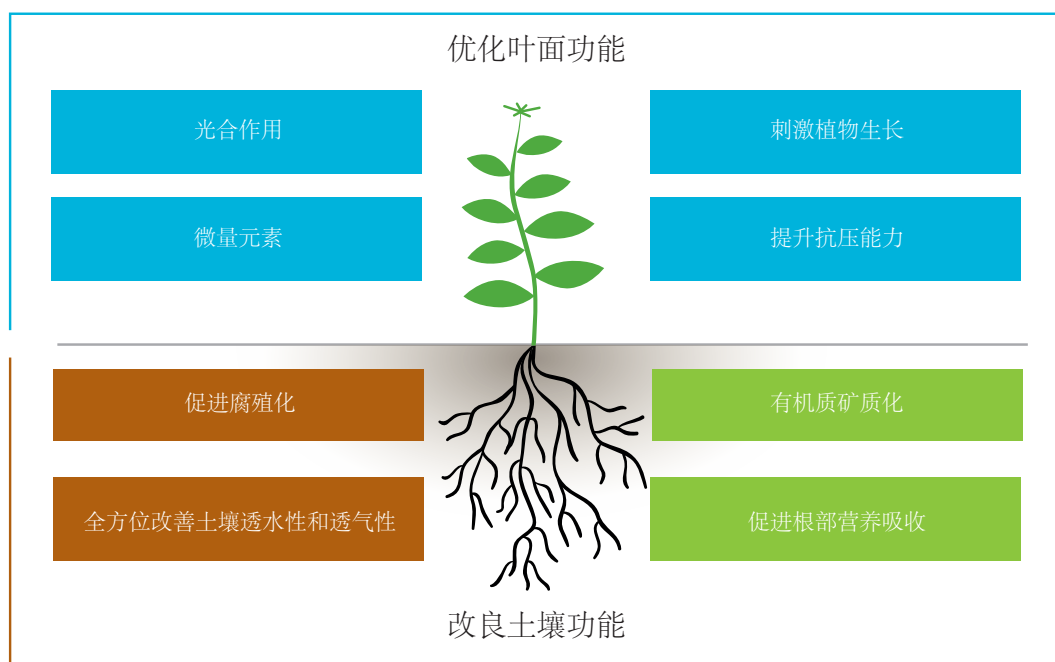 优化叶面功能
光合作用
刺激植物生长
微量元素
提升抗压能力
促进腐殖化
有机质矿质化
全方位改善土壤透水性和透气性
促进根部营养吸收
改良土壤功能